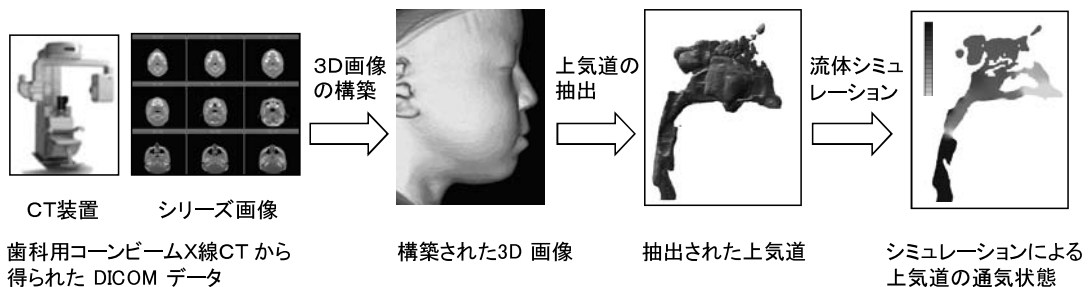 3D画像
の構築
上気道の
抽出
流体シミュ
レーション
CT装置
シリーズ画像
歯科用コーンビームX線CT から
得られた DICOM データ
構築された3D 画像
抽出された上気道
シミュレーションによる
上気道の通気状態